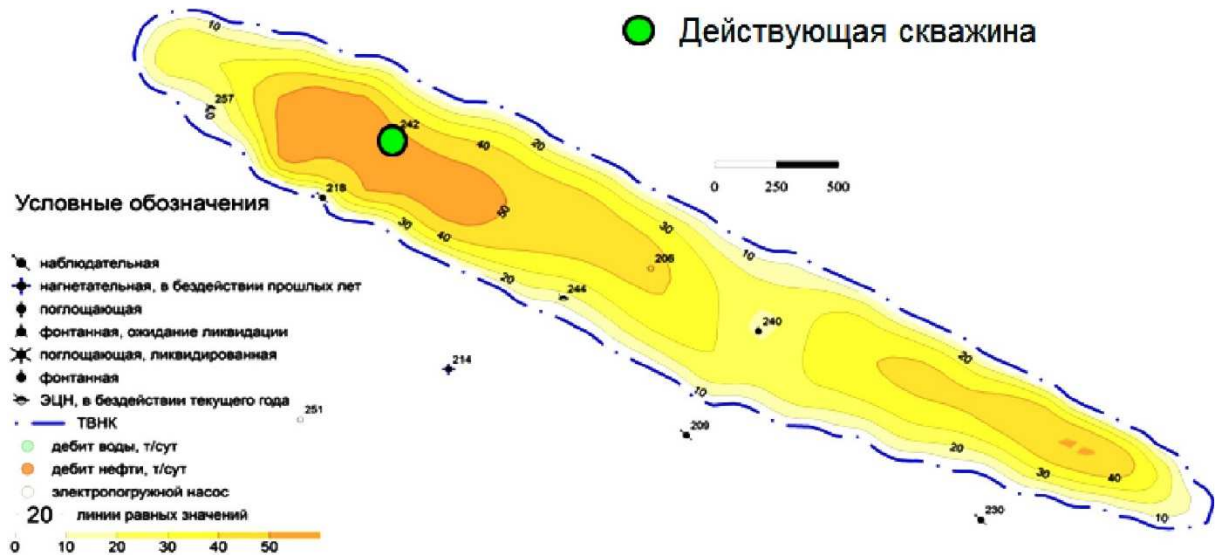 Действующая скважина
10
257
10
242
40
20
218
30
40
50
20
30
206
244
10
240
0 250 500
214
10
209
20
20
30
40
10
230
251
Условные обозначения
наблюдательная
нагнетательная, в бездействии прошлых лет
поглощающая
фонтанная, ожидание ликвидации
поглощающая, ликвидированная
фонтанная
ЭЦН, в бездействии текущего года
ТВНК
дебит воды, т/сут
дебит нефти, т/сут
электропогружной насос
20 линии равных значений
0 10 20 30 40 50